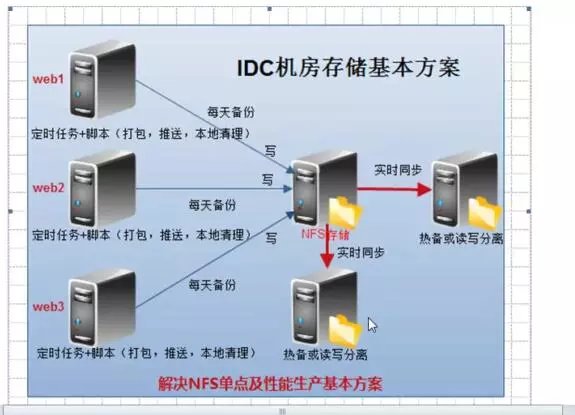 IDC机房存储基本方案
web1
每天备份
定时任务+脚本（打包，推送，本地清理）
写
实时同步
web2
写
每天备份
NFS存储
热备或读写分离
定时任务+脚本（打包，推送，本地清理）
写
实时同步
每天备份
web3
定时任务+脚本（打包，推送，本地清理）
热备或读写分离
解决NFS单点及性能生产基本方案